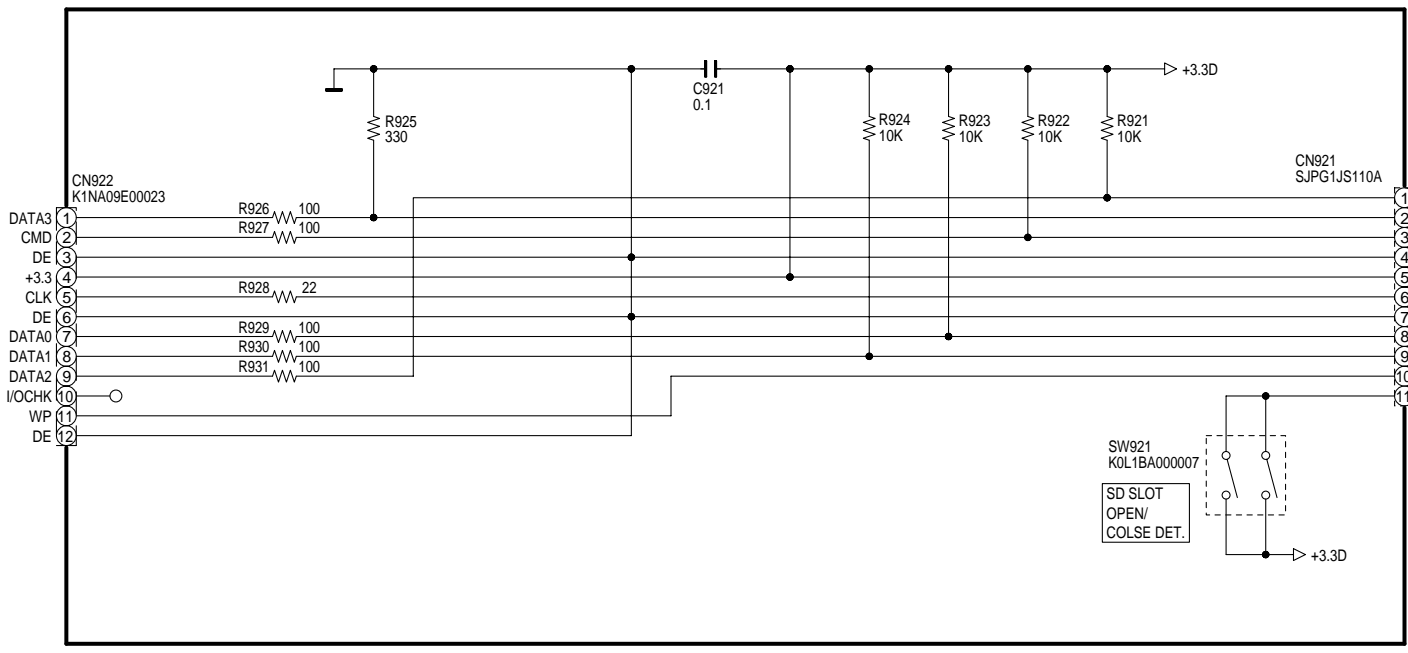 +3.3D
C921
0.1
R925
330
R924
10K
R923
10K
R922
10K
R921
10K
CN922
K1NA09E00023
CN921
SJPG1JS110A
DATA3 1
R926 100
1
CMD 2
R927 100
2
DE 3
3
+3.3 4
4
CLK 5
R928 22
5
DE 6
6
DATA0 7
R929 100
7
DATA1 8
R930 100
8
DATA2 9
R931 100
9
I/OCHK 10
10
WP 11
11
DE 12
SW921
K0L1BA000007
SD SLOT
OPEN/
COLSE DET.
+3.3D